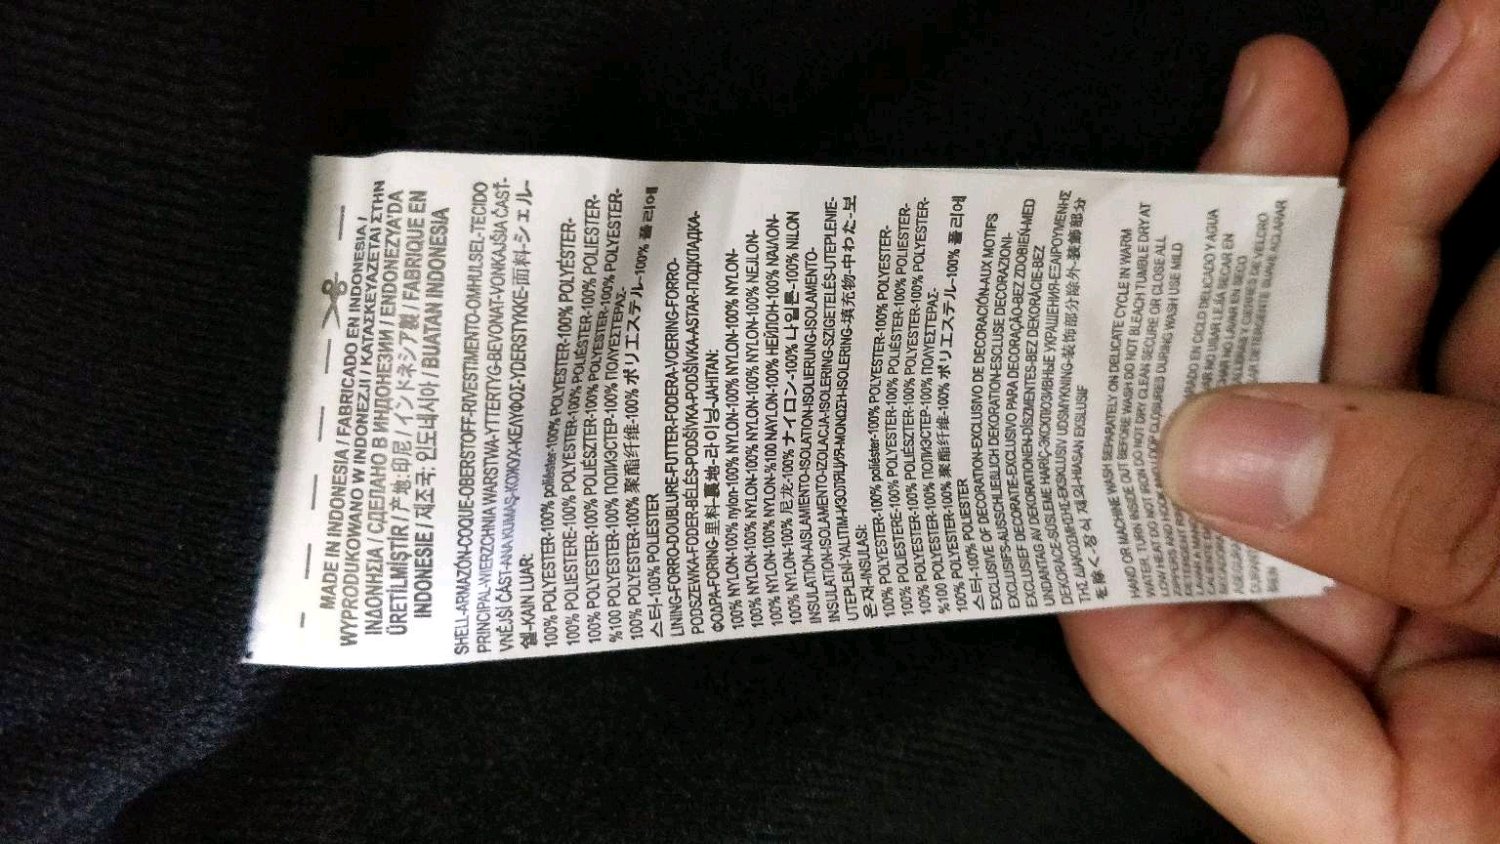 MADE IN INDONESIA / FABRICADO EN INDONESIA /
WYPRODUKOWANO W INDONEZJI / ΚΑΤΑΣΚΕΥΑΖΕΤΑΙ ΣΤΗΝ
ΙΝΔΟΝΗΣΙΑ / СДЕЛАНО В ИНДОНЕЗИИ / ENDONEZYA'DA
ÜRETİLMİŞTİR / 产地:印尼 / インドネシア製 / FABRIQUE EN
INDONESIE / 제조국: 인도네시아 / BUATAN INDONESIA
SHELL-ARMAZÓN-COQUE-OBERSTOFF-RIVESTIMENTO-OMHULSEL-TECIDO
PRINCIPAL-WIERZCHNIA WARSTWA-YTTERTYG-BEVONAT-VONKAJŠIA ČASŤ-
VNĚJŠÍ ČÁST-ANA KUMAŞ-КОЖУХ-ΚΕΛΥΦΟΣ-YDERSTYKKE-面料-シェル-
쉘-KAIN LUAR:
100% POLYESTER-100% poliéster-100% POLYESTER-100% POLYESTER-
100% POLIESTERE-100% POLYESTER-100% POLIÉSTER-100% POLIESTER-
100% POLYESTER-100% POLIÉSZTER-100% POLYESTER-100% POLYESTER-
%100 POLYESTER-100% ПОЛИЭСТЕР-100% ΠΟΛΥΕΣΤΕΡΑΣ-
100% POLYESTER-100% 聚酯纤维-100% ポリエステル-100% 폴리에
스터-100% POLIESTER
LINING-FORRO-DOUBLURE-FUTTER-FODERA-VOERING-FORRO-
PODSZEWKA-FODER-BÉLÉS-PODŠÍVKA-PODŠÍVKA-ASTAR-ПОДКЛАДКА-
ΦΟΔΡΑ-FORING-里料-裏地-라이닝-JAHITAN:
100% NYLON-100% nylon-100% NYLON-100% NYLON-
100% NYLON-100% NYLON-100% NYLON-100% NEJLON-
100% NYLON-100% NYLON-%100 NAYLON-100% НЕЙЛОН-100% ΝΑΙΛΟΝ-
100% NYLON-100% 尼龙-100% ナイロン-100% 나일론-100% NILON
INSULATION-AISLAMIENTO-ISOLATION-ISOLIERUNG-ISOLAMENTO-
INSULATION-ISOLAMENTO-IZOLACJA-ISOLERING-SZIGETELÉS-UTEPLENIE-
UTEPLENÍ-YALITIM-ИЗОЛЯЦИЯ-ΜΟΝΩΣΗ-ISOLERING-填充物-中わた-보
온재-INSULASI:
100% POLYESTER-100% poliéster-100% POLYESTER-
100% POLIESTERE-100% POLYESTER-100% POLIÉSTER-100% POLIESTER-
100% POLYESTER-100% POLIÉSZTER-100% POLYESTER-100% POLYESTER-
%100 POLYESTER-100% ПОЛИЭСТЕР-100% ΠΟΛΥΕΣΤΕΡΑΣ-
100% POLYESTER-100% 聚酯纤维-100% ポリエステル-100% 폴리에
스터-100% POLIESTER
EXCLUSIVE OF DECORATION-EXCLUSIVO DE DECORACIÓN-AUX MOTIFS
EXCLUSIFS-AUSSCHLIESSLICH DEKORATION-ESCLUSE DECORAZIONI-
EXCLUSIEF DECORATIE-EXCLUSIVO PARA DECORAÇÃO-BEZ ZDOBIEN-MED
UNDANTAG AV DEKORATIONEN-DÍSZMENTES-BEZ DEKORÁCIE-BEZ
DEKORACE-SÜSLEME HARİÇ-ЭКСКЛЮЗИВНЫЕ УКРАШЕНИЯ-ΕΞΑΙΡΟΥΜΕΝΗΣ
ΤΗΣ ΔΙΑΚΟΣΜΗΣΗΣ-EKSKLUSIV UDSMYKNING-装饰部分除外-装飾部分
を除く-장식 제외-HIASAN EKSLUSIF
HAND OR MACHINE WASH SEPARATELY ON DELICATE CYCLE IN WARM
WATER, TURN INSIDE OUT BEFORE WASH DO NOT BLEACH TUMBLE DRY AT
LOW HEAT DO NOT IRON DO NOT DRY CLEAN SECURE OR CLOSE ALL
ZIPPERS AND HOOK LOOP CLOSURES DURING WASH USE MILD